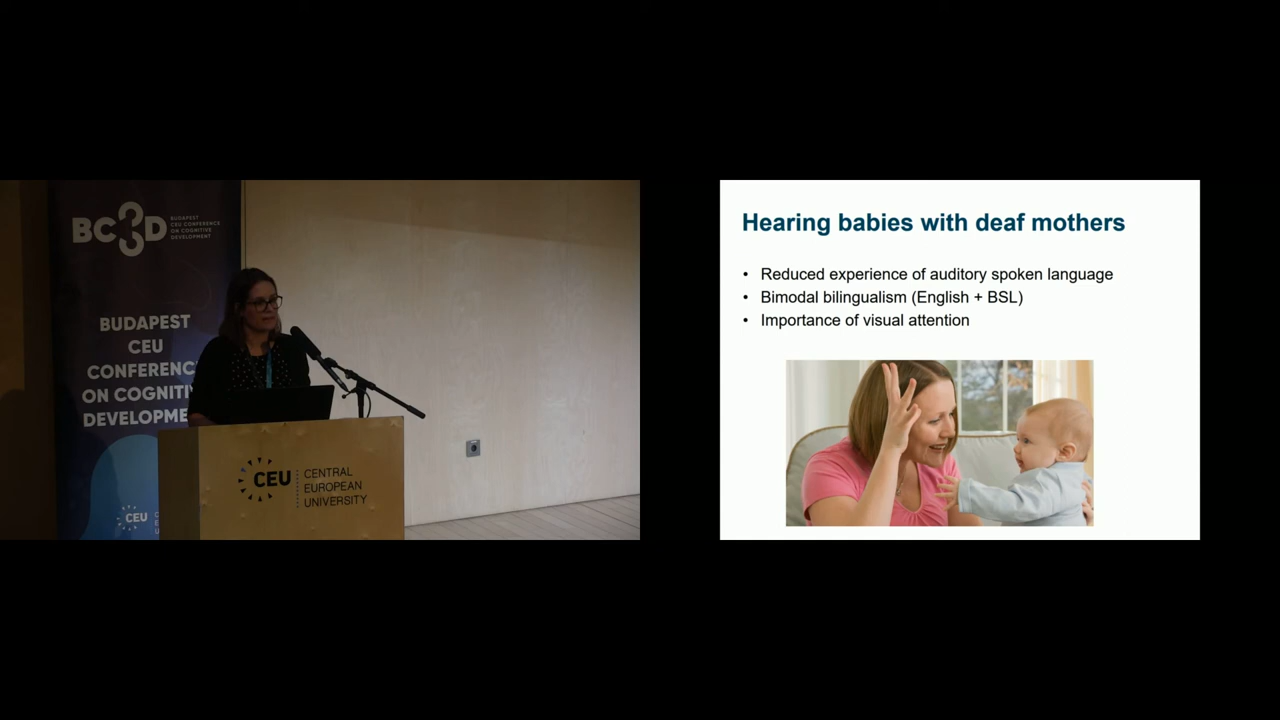 BC3D
BUDAPEST
CEU CONFERENCE
ON COGNITIVE
DEVELOPMENT
BUDAPEST
CEU
CONFERENC
ON COGNITI
DEVELOPME
CEU
CEU
CENTRAL
EUROPEAN
UNIVERSITY
Hearing babies with deaf mothers
• Reduced experience of auditory spoken language
• Bimodal bilingualism (English + BSL)
• Importance of visual attention